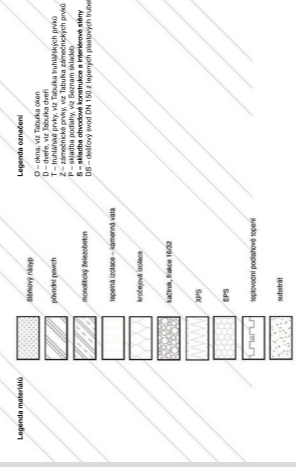 Legenda materiálů
štěrkový násyp
původní povrch
monolitický železobeton
tepelná izolace – kamenná vata
kročejová izolace
kačírek, frakce 16/32
XPS
EPS
teplovodní podlahové topení
substrát
Legenda označení
O – okna, viz Tabulka oken
D – dveře, viz Tabulka dveří
T – truhlářské prvky, viz Tabulka truhlářských prvků
Z – zámečnické prvky, viz Tabulka zámečnických prvků
P – skladba podlahy, viz Seznam skladeb
S – skladba obvodové konstrukce a interiérové stěny
DS – dešťový svod DN 150 z lepených plastových trubek